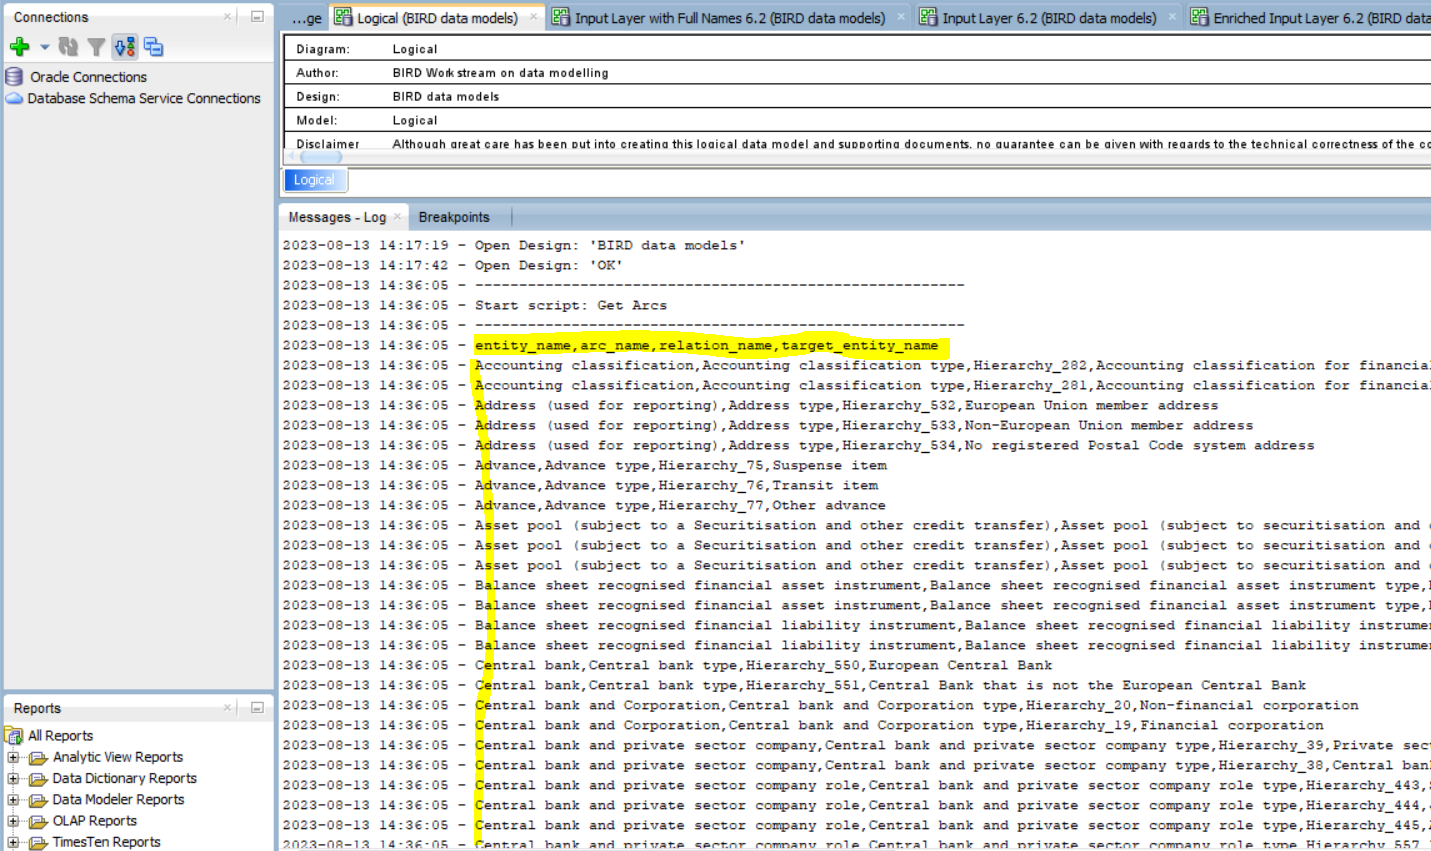 Connections
Oracle Connections
Database Schema Service Connections
Reports
All Reports
Analytic View Reports
Data Dictionary Reports
Data Modeler Reports
OLAP Reports
TimesTen Reports
...ge
Logical (BIRD data models)
Input Layer with Full Names 6.2 (BIRD data models)
Input Layer 6.2 (BIRD data models)
Enriched Input Layer 6.2 (BIRD data
Diagram: Logical
Author: BIRD Work stream on data modelling
Design: BIRD data models
Model: Logical
Disclaimer Although great care has been put into creating this logical data model and supporting documents, no guarantee can be given with regards to the technical correctness of the
Logical
Messages - Log
Breakpoints
2023-08-13 14:17:19 - Open Design: 'BIRD data models'
2023-08-13 14:17:42 - Open Design: 'OK'
2023-08-13 14:36:05 - --------------------------------------------------------
2023-08-13 14:36:05 - Start script: Get Arcs
2023-08-13 14:36:05 - --------------------------------------------------------
2023-08-13 14:36:05 - entity_name,arc_name,relation_name,target_entity_name
2023-08-13 14:36:05 - Accounting classification,Accounting classification type,Hierarchy_282,Accounting classification for financial
2023-08-13 14:36:05 - Accounting classification,Accounting classification type,Hierarchy_281,Accounting classification for financial
2023-08-13 14:36:05 - Address (used for reporting),Address type,Hierarchy_532,European Union member address
2023-08-13 14:36:05 - Address (used for reporting),Address type,Hierarchy_533,Non-European Union member address
2023-08-13 14:36:05 - Address (used for reporting),Address type,Hierarchy_534,No registered Postal Code system address
2023-08-13 14:36:05 - Advance,Advance type,Hierarchy_75,Suspense item
2023-08-13 14:36:05 - Advance,Advance type,Hierarchy_76,Transit item
2023-08-13 14:36:05 - Advance,Advance type,Hierarchy_77,Other advance
2023-08-13 14:36:05 - Asset pool (subject to a Securitisation and other credit transfer),Asset pool (subject to securitisation and
2023-08-13 14:36:05 - Asset pool (subject to a Securitisation and other credit transfer),Asset pool (subject to securitisation and
2023-08-13 14:36:05 - Asset pool (subject to a Securitisation and other credit transfer),Asset pool (subject to securitisation and
2023-08-13 14:36:05 - Balance sheet recognised financial asset instrument,Balance sheet recognised financial asset instrument type,
2023-08-13 14:36:05 - Balance sheet recognised financial asset instrument,Balance sheet recognised financial asset instrument type,
2023-08-13 14:36:05 - Balance sheet recognised financial liability instrument,Balance sheet recognised financial liability instrume
2023-08-13 14:36:05 - Balance sheet recognised financial liability instrument,Balance sheet recognised financial liability instrume
2023-08-13 14:36:05 - Central bank,Central bank type,Hierarchy_550,European Central Bank
2023-08-13 14:36:05 - Central bank,Central bank type,Hierarchy_551,Central Bank that is not the European Central Bank
2023-08-13 14:36:05 - Central bank and Corporation,Central bank and Corporation type,Hierarchy_20,Non-financial corporation
2023-08-13 14:36:05 - Central bank and Corporation,Central bank and Corporation type,Hierarchy_19,Financial corporation
2023-08-13 14:36:05 - Central bank and private sector company,Central bank and private sector company type,Hierarchy_39,Private sec
2023-08-13 14:36:05 - Central bank and private sector company,Central bank and private sector company type,Hierarchy_38,Central ban
2023-08-13 14:36:05 - Central bank and private sector company role,Central bank and private sector company role type,Hierarchy_443,
2023-08-13 14:36:05 - Central bank and private sector company role,Central bank and private sector company role type,Hierarchy_444,
2023-08-13 14:36:05 - Central bank and private sector company role,Central bank and private sector company role type,Hierarchy_445,
2023-08-13 14:36:05 - Central bank and private sector company role,Central bank and private sector company role type,Hierarchy_557,